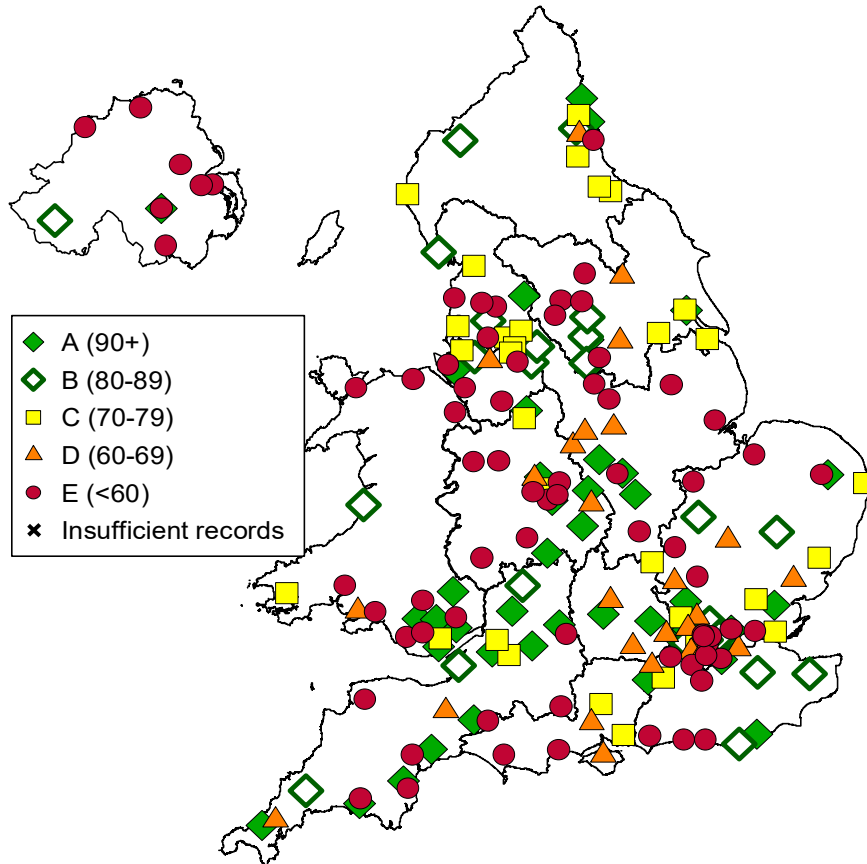 A (90+)
B (80-89)
C (70-79)
D (60-69)
E (<60)
Insufficient records